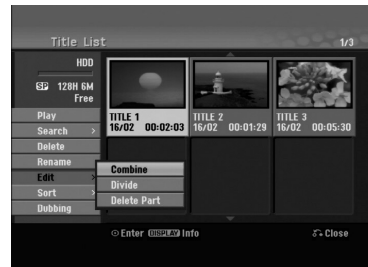 Title List
1/3
HDD
SP 128H 6M
Free
Play
Search >
Delete
Rename
Edit >
Sort >
Dubbing
Combine
Divide
Delete Part
TITLE 1
16/02 00:02:03
TITLE 2
16/02 00:01:29
TITLE 3
16/02 00:05:30
Enter DISPLAY Info
Close